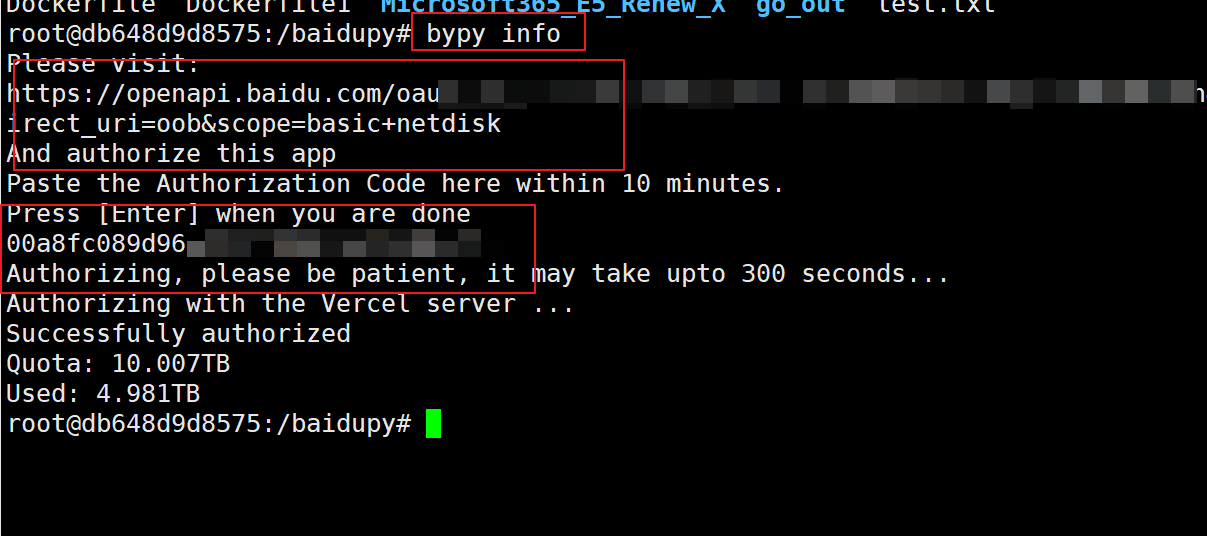 Dockerfile Dockerfile1 Microsoft365_E5_Renew_X go_out test.txt
root@db648d9d8575:/baidupy# bypy info
Please visit:
https://openapi.baidu.com/oau
irect_uri=oob&scope=basic+netdisk
And authorize this app
Paste the Authorization Code here within 10 minutes.
Press [Enter] when you are done
00a8fc089d96
Authorizing, please be patient, it may take upto 300 seconds...
Authorizing with the Vercel server ...
Successfully authorized
Quota: 10.007TB
Used: 4.981TB
root@db648d9d8575:/baidupy#